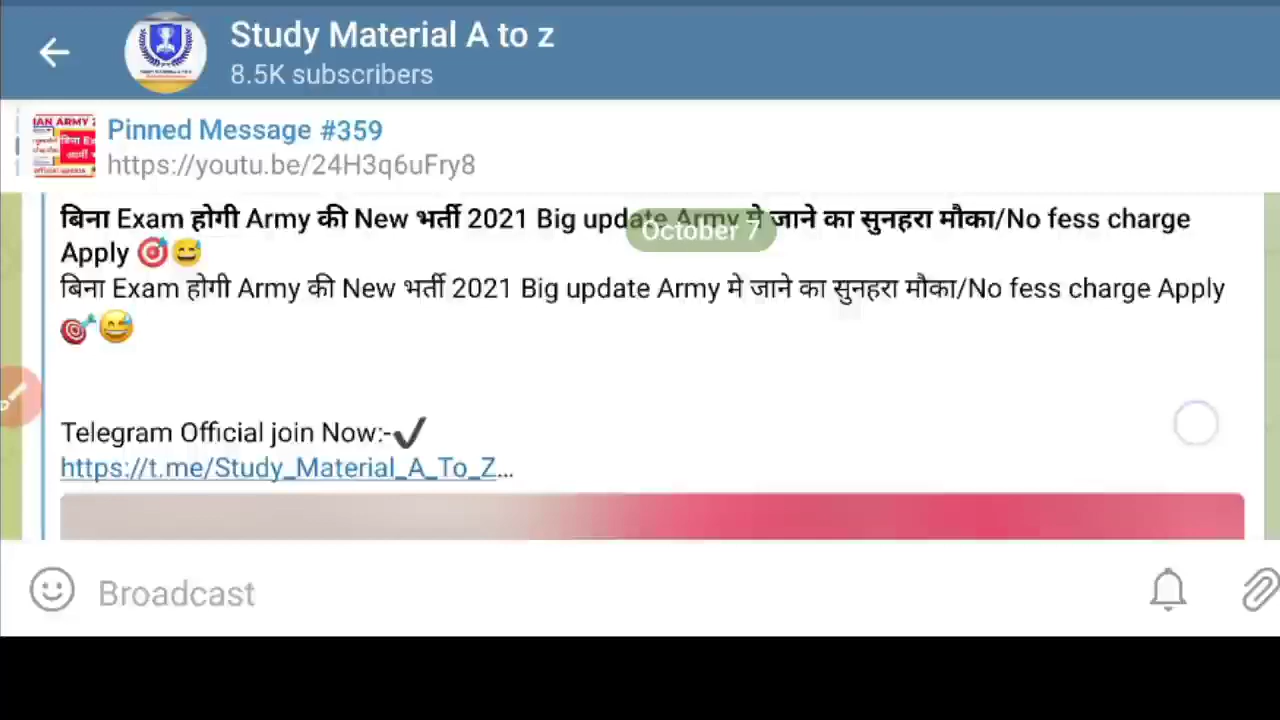 Study Material A to z
8.5K subscribers
Pinned Message #359
https://youtu.be/24H3q6uFry8
बिना Exam होगी Army की New भर्ती 2021 Big update Army मे जाने का सुनहरा मौका/No fess charge
October 7
Apply 🎯😅
बिना Exam होगी Army की New भर्ती 2021 Big update Army मे जाने का सुनहरा मौका/No fess charge Apply
🎯😅
Telegram Official join Now:-✔
https://t.me/Study_Material_A_To_Z...
Broadcast